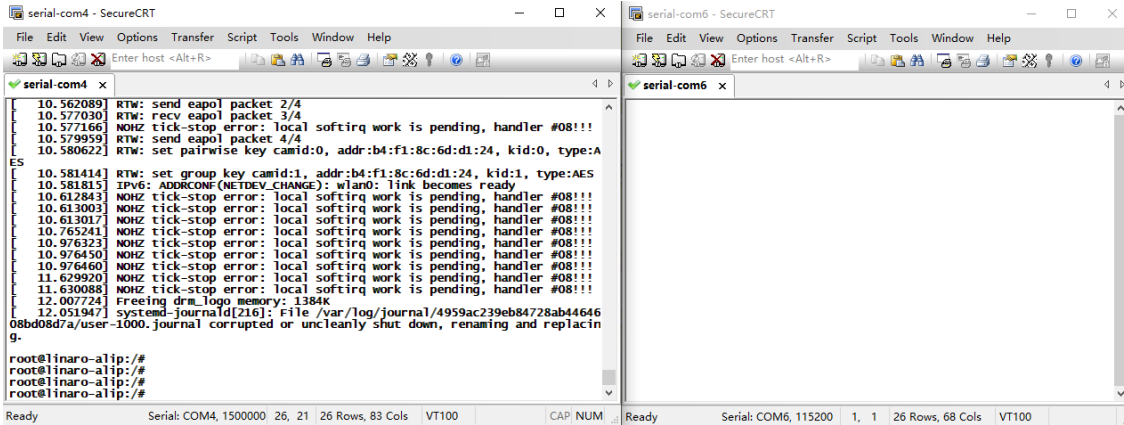 serial-com4 - SecureCRT
File Edit View Options Transfer Script Tools Window Help
Enter host <Alt+R>
serial-com4
[ 10.562089] RTW: send eapol packet 2/4
[ 10.577030] RTW: recv eapol packet 3/4
[ 10.577166] NOHZ tick-stop error: local softirq work is pending, handler #08!!!
[ 10.579959] RTW: send eapol packet 4/4
[ 10.580622] RTW: set pairwise key camid:0, addr:b4:f1:8c:6d:d1:24, kid:0, type:A
ES
[ 10.581414] RTW: set group key camid:1, addr:b4:f1:8c:6d:d1:24, kid:1, type:AES
[ 10.581815] IPv6: ADDRCONF(NETDEV_CHANGE): wlan0: link becomes ready
[ 10.612843] NOHZ tick-stop error: local softirq work is pending, handler #08!!!
[ 10.613003] NOHZ tick-stop error: local softirq work is pending, handler #08!!!
[ 10.613017] NOHZ tick-stop error: local softirq work is pending, handler #08!!!
[ 10.765241] NOHZ tick-stop error: local softirq work is pending, handler #08!!!
[ 10.976323] NOHZ tick-stop error: local softirq work is pending, handler #08!!!
[ 10.976450] NOHZ tick-stop error: local softirq work is pending, handler #08!!!
[ 10.976460] NOHZ tick-stop error: local softirq work is pending, handler #08!!!
[ 11.629920] NOHZ tick-stop error: local softirq work is pending, handler #08!!!
[ 11.630088] NOHZ tick-stop error: local softirq work is pending, handler #08!!!
[ 12.007724] Freeing drm_logo memory: 1384K
[ 12.051947] systemd-journald[216]: File /var/log/journal/4959ac239eb84728ab44646
08bd08d7a/user-1000.journal corrupted or uncleanly shut down, renaming and replacin
g.
root@linaro-alip:/#
root@linaro-alip:/#
root@linaro-alip:/#
root@linaro-alip:/#
Ready Serial: COM4, 1500000 26, 21 26 Rows, 83 Cols VT100 CAP NUM
serial-com6 - SecureCRT
File Edit View Options Transfer Script Tools Window Help
Enter host <Alt+R>
serial-com6
Ready Serial: COM6, 115200 1, 1 26 Rows, 68 Cols VT100